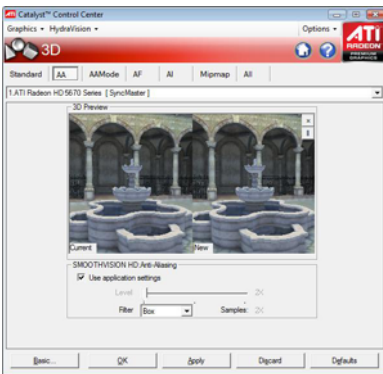 ATI Catalyst™ Control Center
Graphics HydraVision Options
ATI
RADEON
PREMIUM
GRAPHICS
3D
Standard AA AAMode AF AI Mipmap All
1.ATI Radeon HD 5670 Series [ SyncMaster ]
3D Preview
Current New
SMOOTHVISION HD:Anti-Aliasing
Use application settings
Level 2X
Filter Box Samples: 2X
Basic... OK Apply Discard Defaults